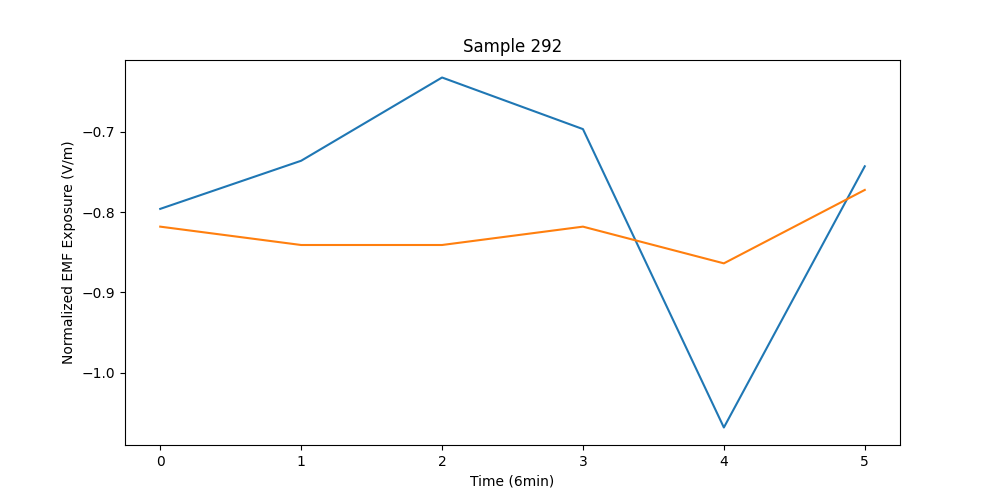 Sample 292
Normalized EMF Exposure (V/m)
−0.7
−0.8
−0.9
−1.0
0 1 2 3 4 5
Time (6min)